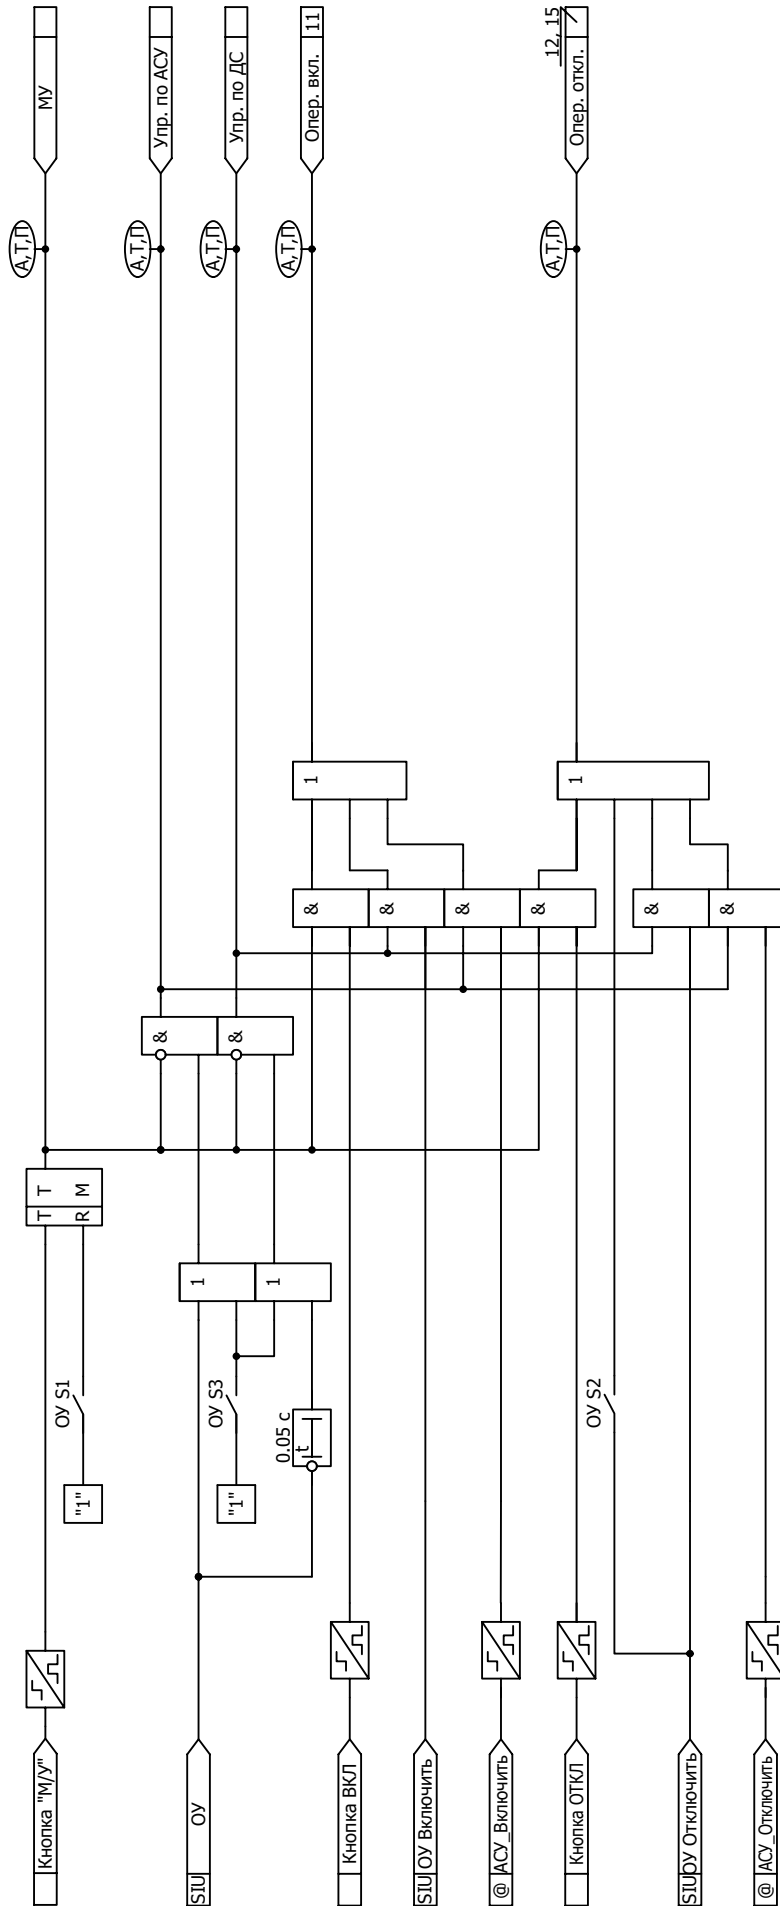 МУ
Упр. по АСУ
Упр. по ДС
Опер. вкл. 11
12, 15
Опер. откл.
А,Т,П
А,Т,П
А,Т,П
А,Т,П
А,Т,П
1
1
&
&
&
&
&
&
&
&
T T
R M
1
1
ОУ S1
"1"
ОУ S3
"1"
0.05 с
t
ОУ S2
Кнопка "М/У"
SIU ОУ
Кнопка ВКЛ
SIU ОУ Включить
@ АСУ_Включить
Кнопка ОТКЛ
SIU ОУ Отключить
@ АСУ_Отключить